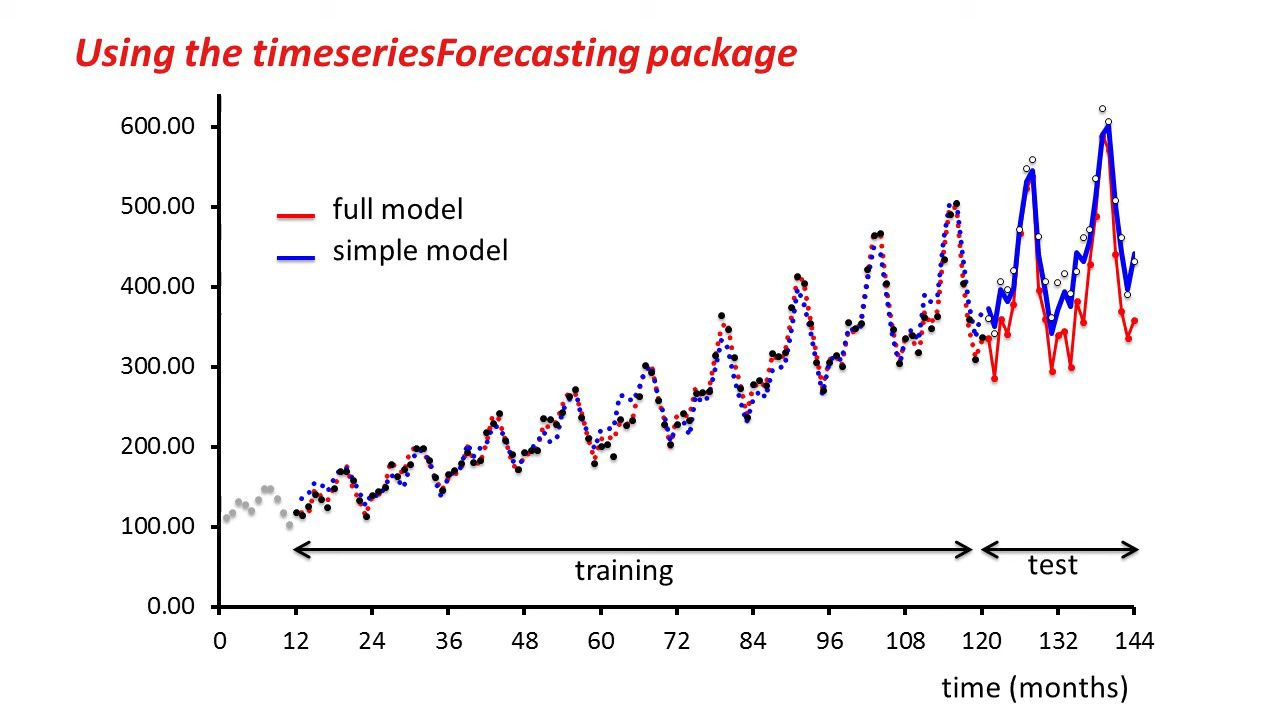 Using the timeseriesForecasting package
600.00
500.00
full model
simple model
400.00
300.00
200.00
100.00
training
test
0.00
0 12 24 36 48 60 72 84 96 108 120 132 144
time (months)